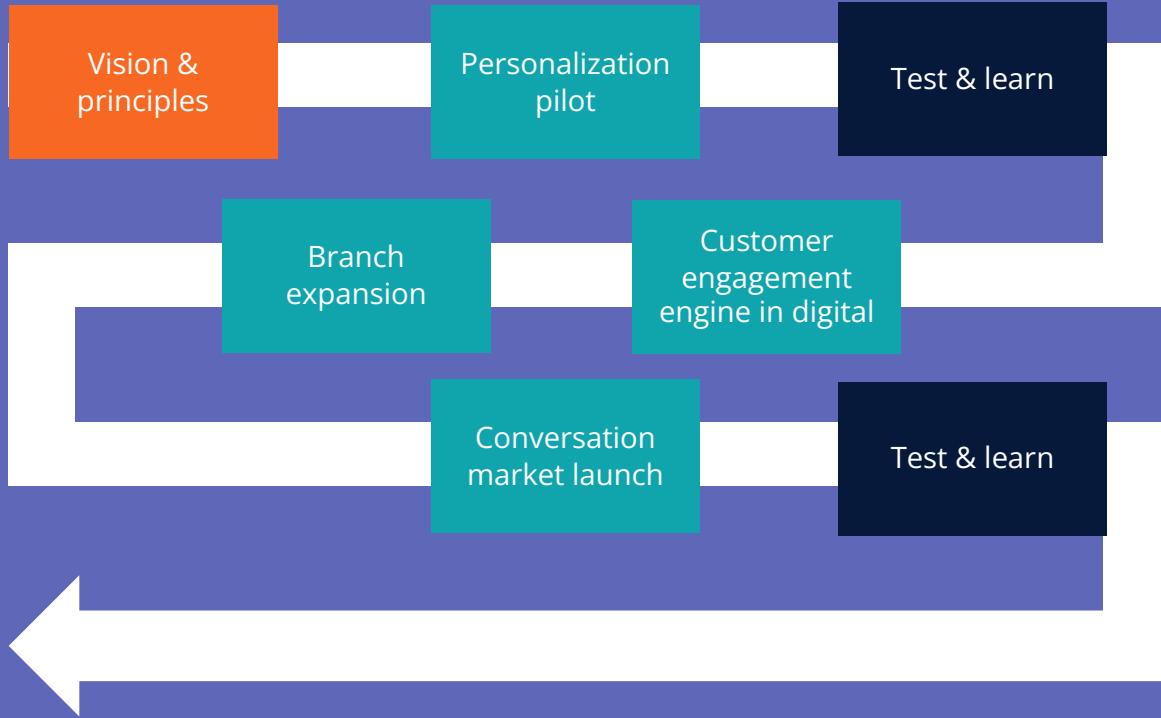 Vision &
principles
Personalization
pilot
Test & learn
Branch
expansion
Customer
engagement
engine in digital
Conversation
market launch
Test & learn